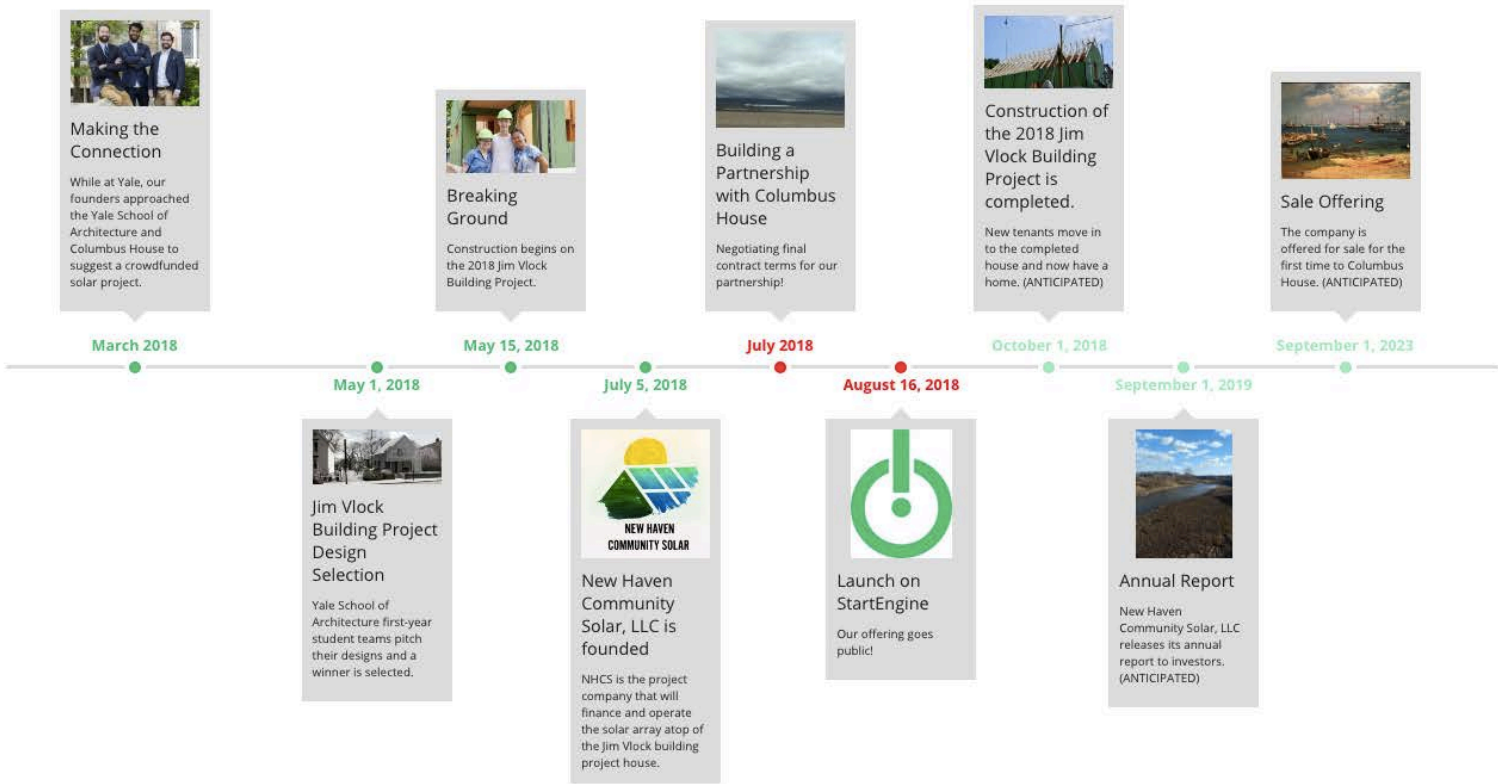 Making the
Connection
While at Yale, our
founders approached
the Yale School of
Architecture and
Columbus House to
suggest a crowdfunded
solar project.
March 2018
May 1, 2018
Jim Vlock
Building Project
Design
Selection
Yale School of
Architecture first-year
student teams pitch
their designs and a
winner is selected.
Breaking
Ground
Construction begins on
the 2018 Jim Vlock
Building Project.
May 15, 2018
July 5, 2018
NEW HAVEN
COMMUNITY SOLAR
New Haven
Community
Solar, LLC is
founded
NHCS is the project
company that will
finance and operate
the solar array atop of
the Jim Vlock building
project house.
Building a
Partnership
with Columbus
House
Negotiating final
contract terms for our
partnership!
July 2018
August 16, 2018
Launch on
StartEngine
Our offering goes
public!
Construction of
the 2018 Jim
Vlock Building
Project is
completed.
New tenants move in
to the completed
house and now have a
home. (ANTICIPATED)
October 1, 2018
September 1, 2019
Annual Report
New Haven
Community Solar, LLC
releases its annual
report to investors.
(ANTICIPATED)
Sale Offering
The company is
offered for sale for the
first time to Columbus
House. (ANTICIPATED)
September 1, 2023